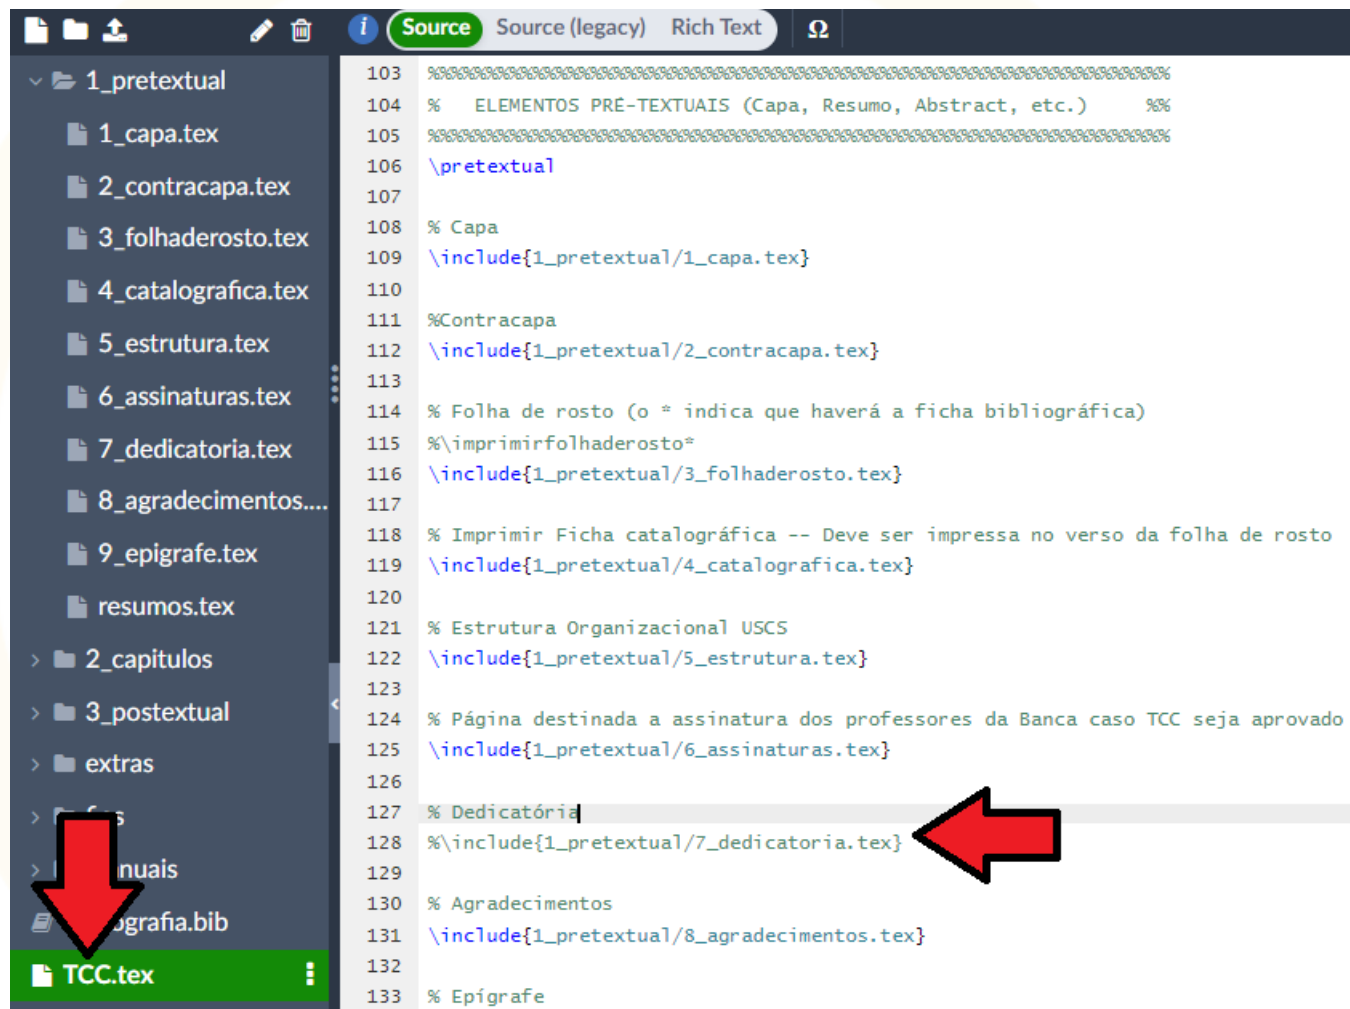 Source
Source (legacy)
Rich Text
Ω
1_pretextual
1_capa.tex
2_contracapa.tex
3_folhaderosto.tex
4_catalografica.tex
5_estrutura.tex
6_assinaturas.tex
7_dedicatoria.tex
8_agradecimentos....
9_epigrafe.tex
resumos.tex
2_capitulos
3_postextual
extras
TCC.tex
103 %%%%%%%%%%%%%%%%%%%%%%%%%%%%%%%%%%%%%%%%%%%%%%%%%%%%%%%%%%%%%%%%
104 %   ELEMENTOS PRÉ-TEXTUAIS (Capa, Resumo, Abstract, etc.)     %%
105 %%%%%%%%%%%%%%%%%%%%%%%%%%%%%%%%%%%%%%%%%%%%%%%%%%%%%%%%%%%%%%%%
106 \pretextual
107
108 % Capa
109 \include{1_pretextual/1_capa.tex}
110
111 %Contracapa
112 \include{1_pretextual/2_contracapa.tex}
113
114 % Folha de rosto (o * indica que haverá a ficha bibliográfica)
115 %\imprimirfolhaderosto*
116 \include{1_pretextual/3_folhaderosto.tex}
117
118 % Imprimir Ficha catalográfica -- Deve ser impressa no verso da folha de rosto
119 \include{1_pretextual/4_catalografica.tex}
120
121 % Estrutura Organizacional USCS
122 \include{1_pretextual/5_estrutura.tex}
123
124 % Página destinada a assinatura dos professores da Banca caso TCC seja aprovado
125 \include{1_pretextual/6_assinaturas.tex}
126
127 % Dedicatória
128 %\include{1_pretextual/7_dedicatoria.tex}
129
130 % Agradecimentos
131 \include{1_pretextual/8_agradecimentos.tex}
132
133 % Epígrafe